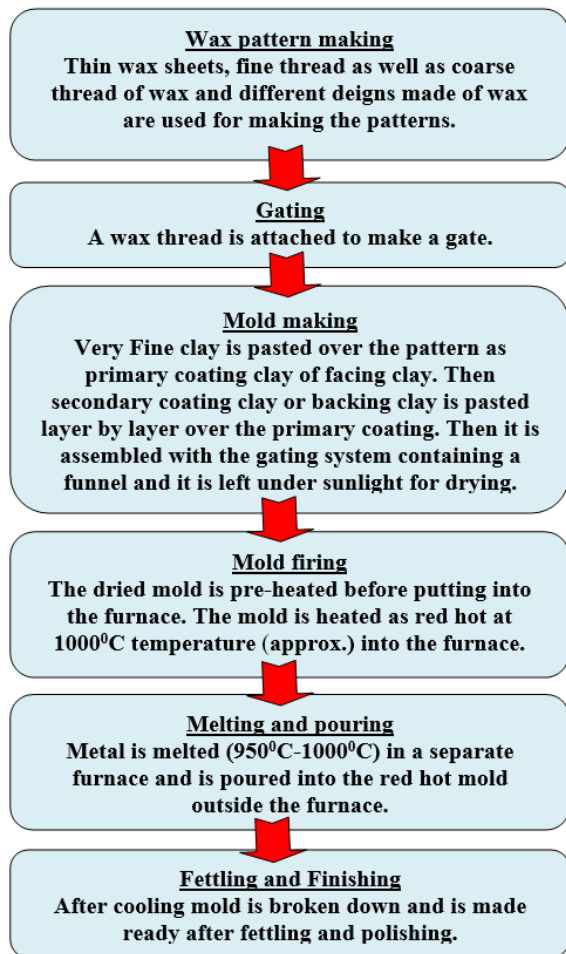 Wax pattern making
Thin wax sheets, fine thread as well as coarse
thread of wax and different deigns made of wax
are used for making the patterns.
Gating
A wax thread is attached to make a gate.
Mold making
Very Fine clay is pasted over the pattern as
primary coating clay of facing clay. Then
secondary coating clay or backing clay is pasted
layer by layer over the primary coating. Then it is
assembled with the gating system containing a
funnel and it is left under sunlight for drying.
Mold firing
The dried mold is pre-heated before putting into
the furnace. The mold is heated as red hot at
1000⁰C temperature (approx.) into the furnace.
Melting and pouring
Metal is melted (950⁰C-1000⁰C) in a separate
furnace and is poured into the red hot mold
outside the furnace.
Fettling and Finishing
After cooling mold is broken down and is made
ready after fettling and polishing.